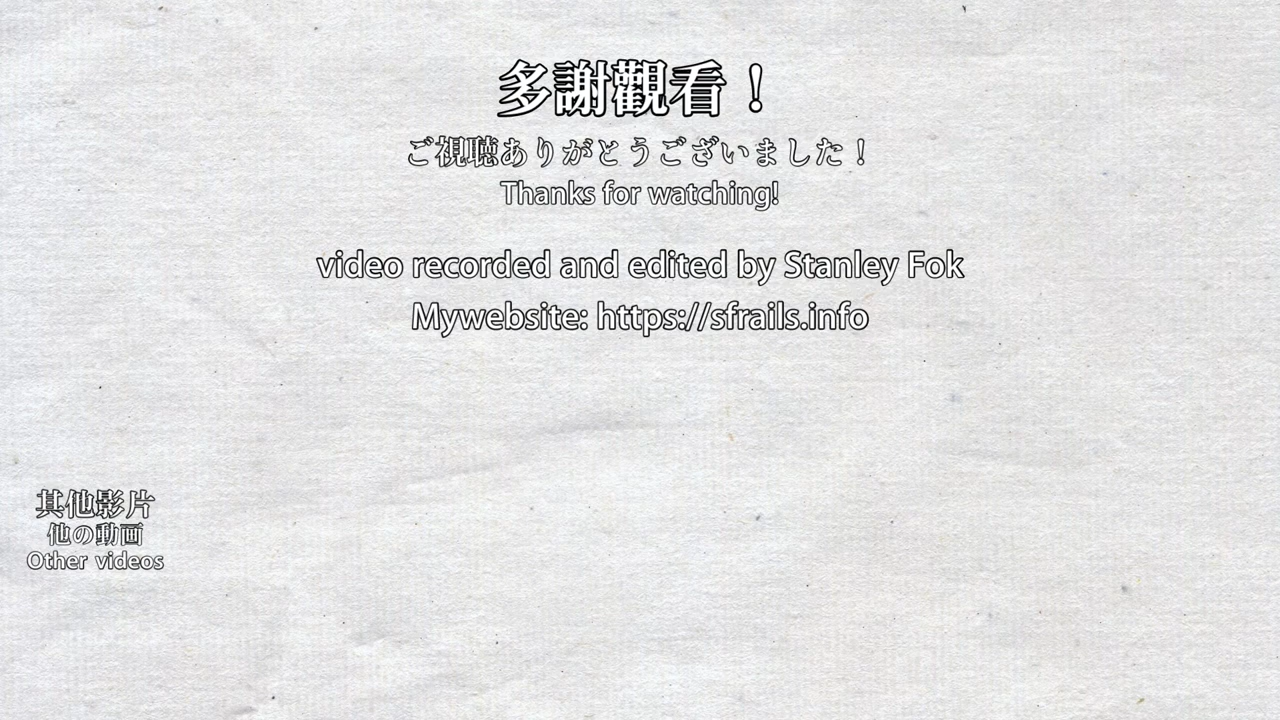 多謝觀看！
ご視聴ありがとうございました！
Thanks for watching!
video recorded and edited by Stanley Fok
Mywebsite: https://sfrails.info
其他影片
他の動画
Other videos